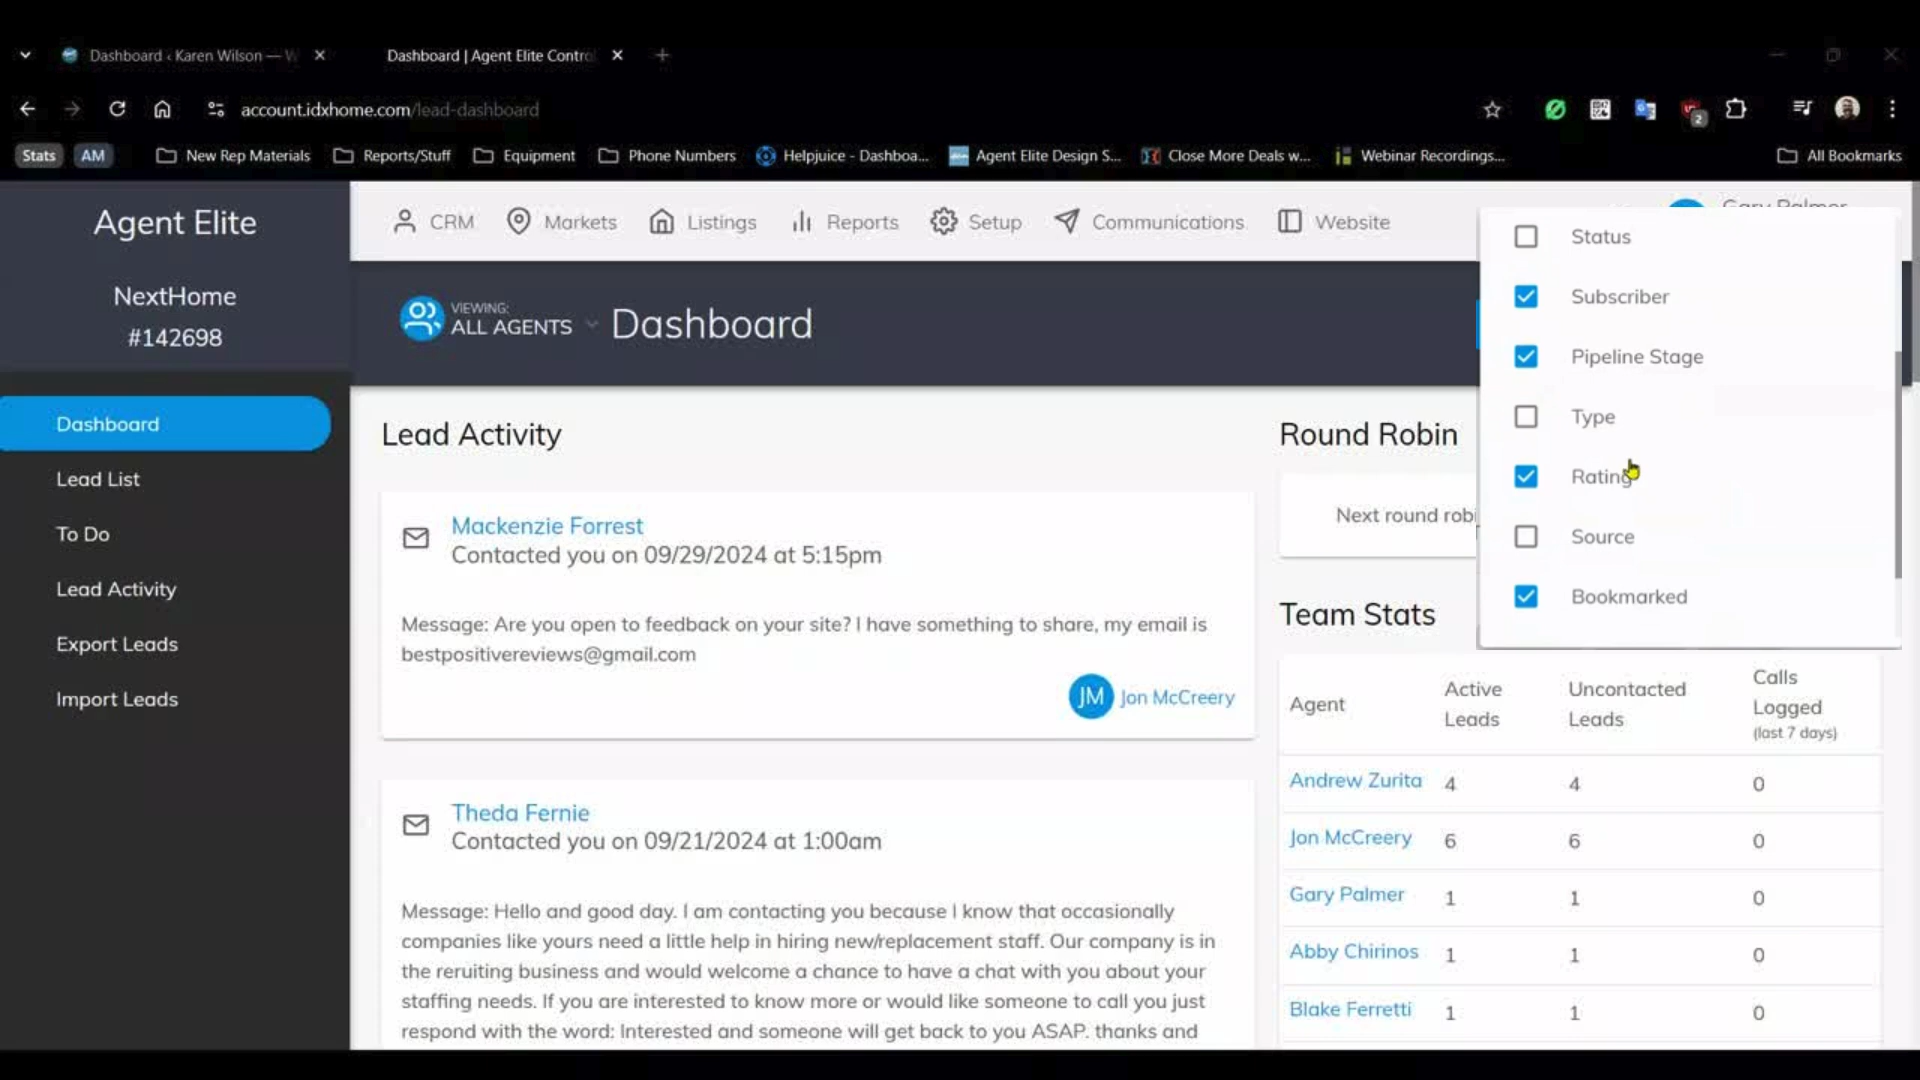 Dashboard ‹ Karen Wilson — W
Dashboard | Agent Elite Contro
account.idxhome.com/lead-dashboard
2
Stats
AM
New Rep Materials
Reports/Stuff
Equipment
Phone Numbers
Helpjuice - Dashboa...
Agent Elite Design S...
Close More Deals w...
Webinar Recordings...
All Bookmarks
Agent Elite
NextHome
#142698
Dashboard
Lead List
To Do
Lead Activity
Export Leads
Import Leads
CRM
Markets
Listings
Reports
Setup
Communications
Website
Gary Palmer
VIEWING:
ALL AGENTS
Dashboard
Status
Subscriber
Pipeline Stage
Type
Rating
Source
Bookmarked
Lead Activity
Mackenzie Forrest
Contacted you on 09/29/2024 at 5:15pm
Message: Are you open to feedback on your site? I have something to share, my email is
bestpositivereviews@gmail.com
JM Jon McCreery
Theda Fernie
Contacted you on 09/21/2024 at 1:00am
Message: Hello and good day. I am contacting you because I know that occasionally
companies like yours need a little help in hiring new/replacement staff. Our company is in
the reruiting business and would welcome a chance to have a chat with you about your
staffing needs. If you are interested to know more or would like someone to call you just
respond with the word: Interested and someone will get back to you ASAP. thanks and
Round Robin
Next round robi
Team Stats
Agent
Active
Leads
Uncontacted
Leads
Calls
Logged
(last 7 days)
Andrew Zurita 4 4 0
Jon McCreery 6 6 0
Gary Palmer 1 1 0
Abby Chirinos 1 1 0
Blake Ferretti 1 1 0